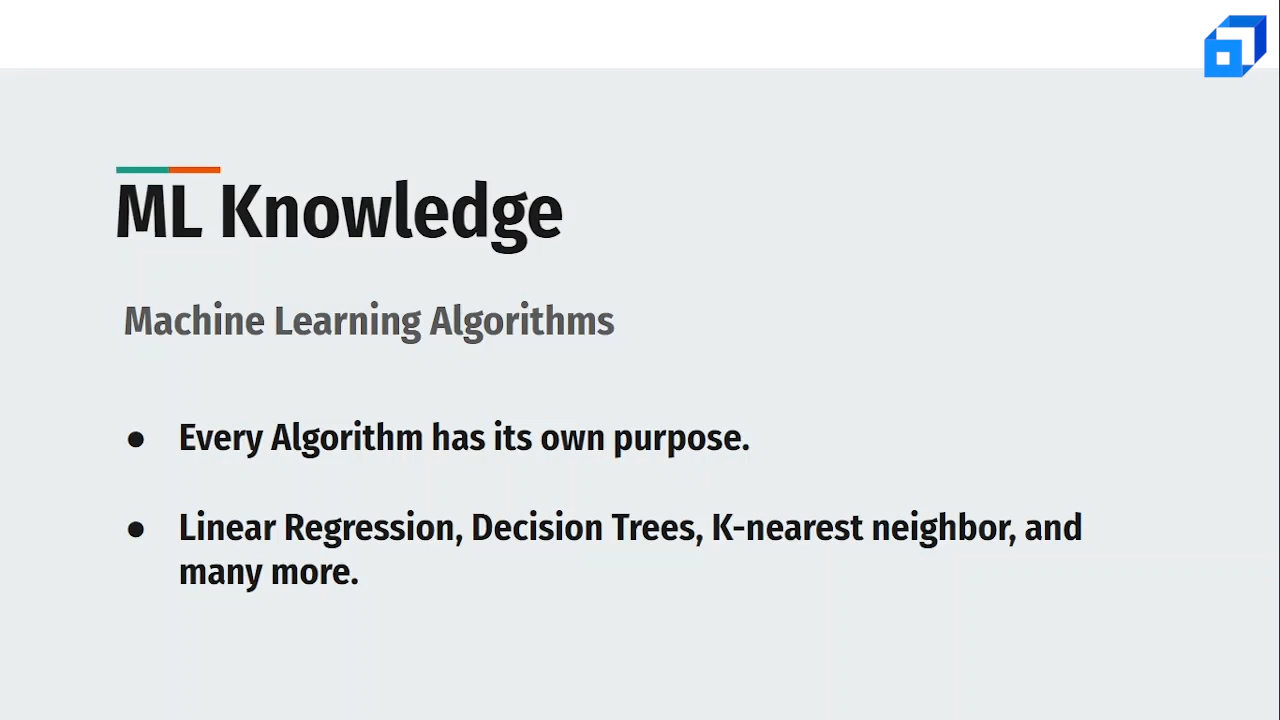 ML Knowledge
Machine Learning Algorithms
● Every Algorithm has its own purpose.
● Linear Regression, Decision Trees, K-nearest neighbor, and
many more.